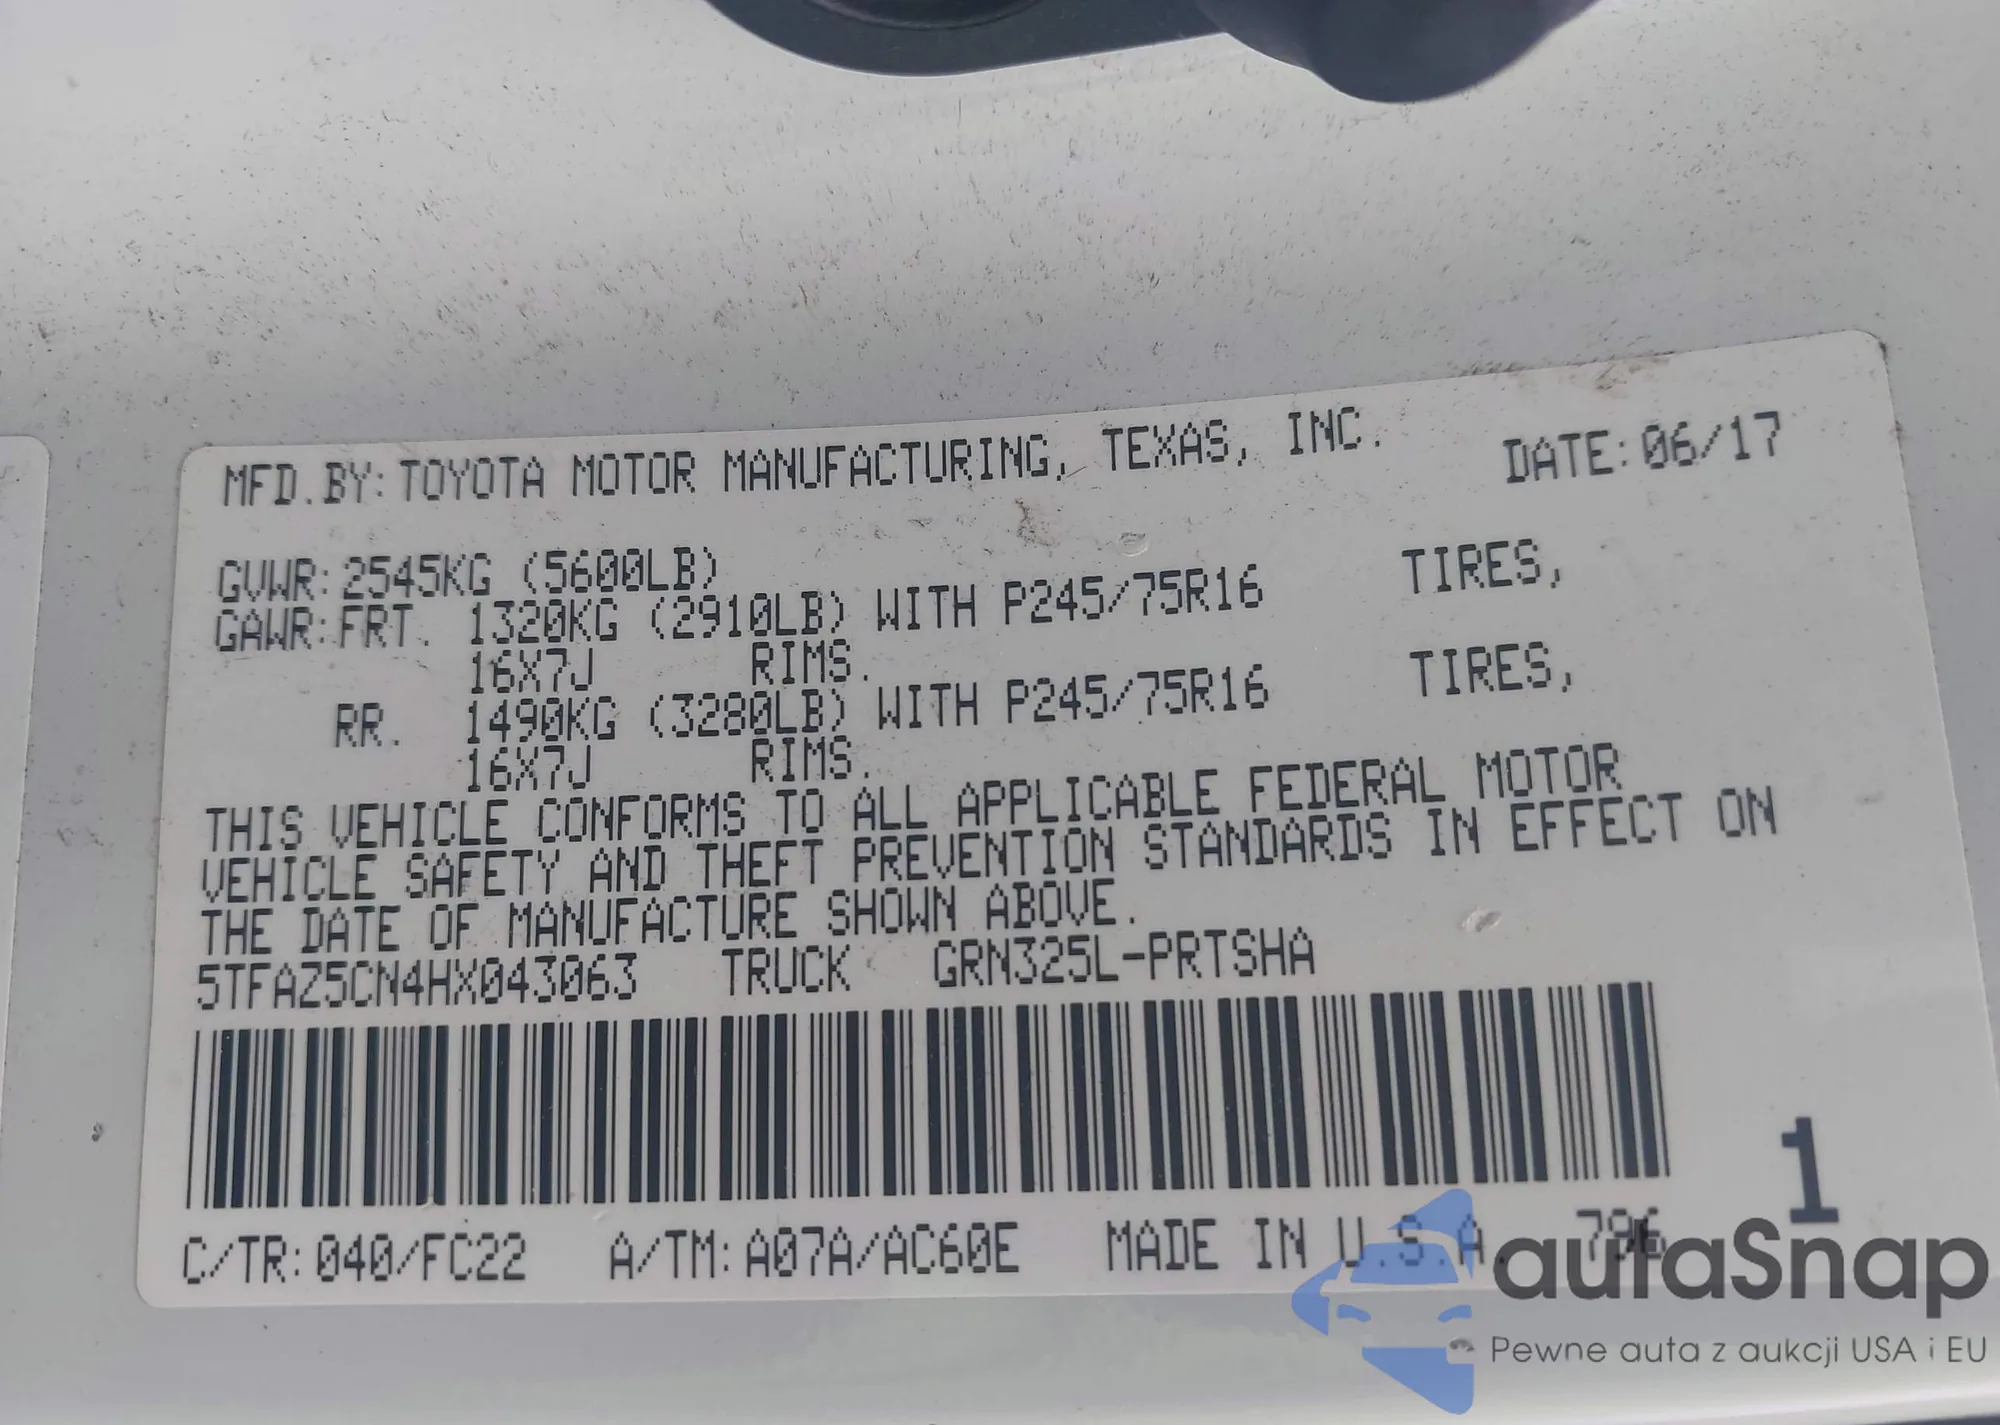 MFD.BY:TOYOTA MOTOR MANUFACTURING, TEXAS, INC. DATE:06/17
GVWR:2545KG (5600LB)
GAWR:FRT. 1320KG (2910LB) WITH P245/75R16 TIRES,
16X7J RIMS.
RR. 1490KG (3280LB) WITH P245/75R16 TIRES,
16X7J RIMS.
THIS VEHICLE CONFORMS TO ALL APPLICABLE FEDERAL MOTOR
VEHICLE SAFETY AND THEFT PREVENTION STANDARDS IN EFFECT ON
THE DATE OF MANUFACTURE SHOWN ABOVE.
5TFAZ5CN4HX043063 TRUCK GRN325L-PRTSHA
1
C/TR:040/FC22 A/TM:A07A/AC60E MADE IN U.S.A. 796
autaSnap
Pewne auta z aukcji USA i EU